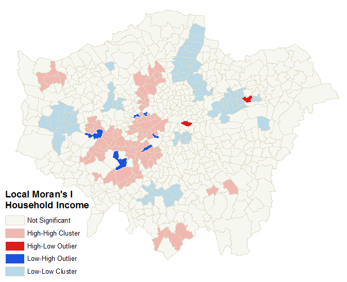 Local Moran's I
Household Income
Not Significant
High-High Cluster
High-Low Outlier
Low-High Outlier
Low-Low Cluster